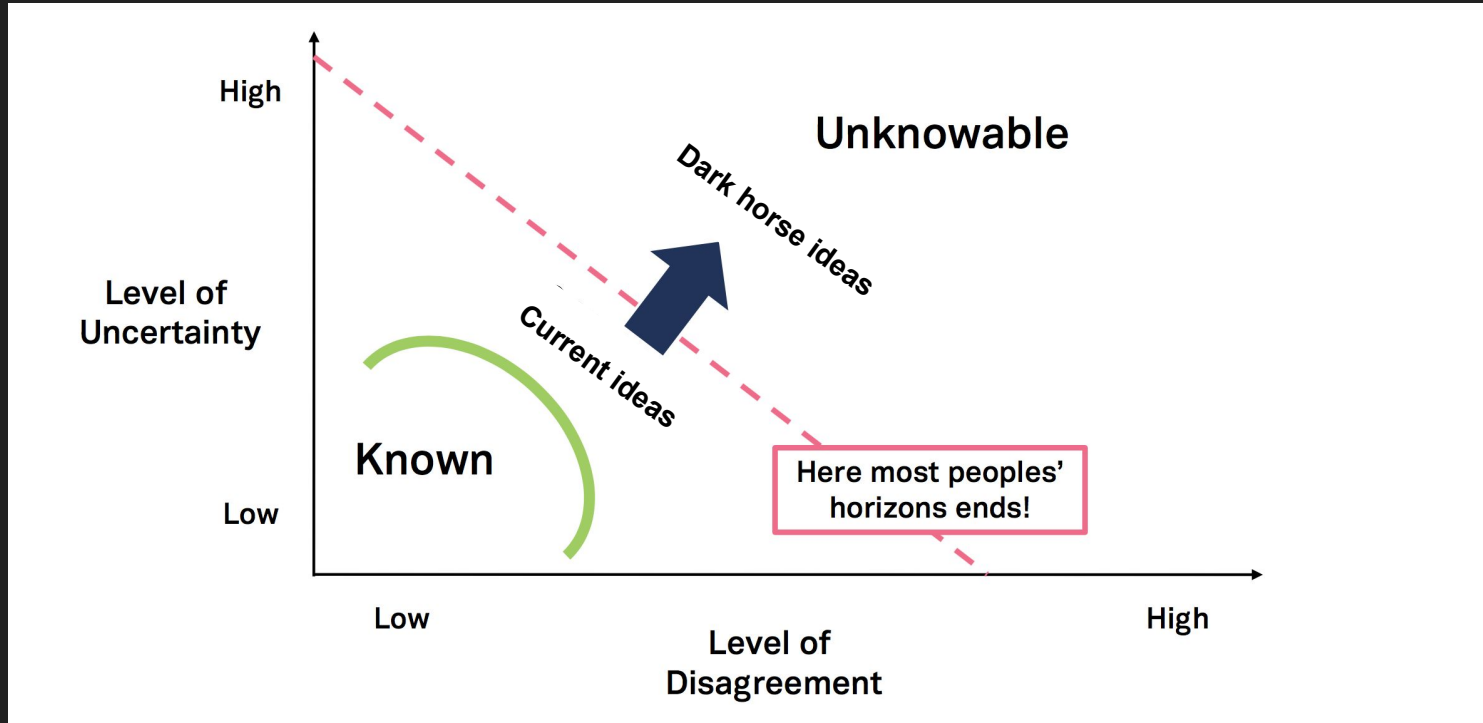 High
Unknowable
Dark horse ideas
Level of
Uncertainty
Current ideas
Known
Here most peoples’
horizons ends!
Low
Low
High
Level of
Disagreement